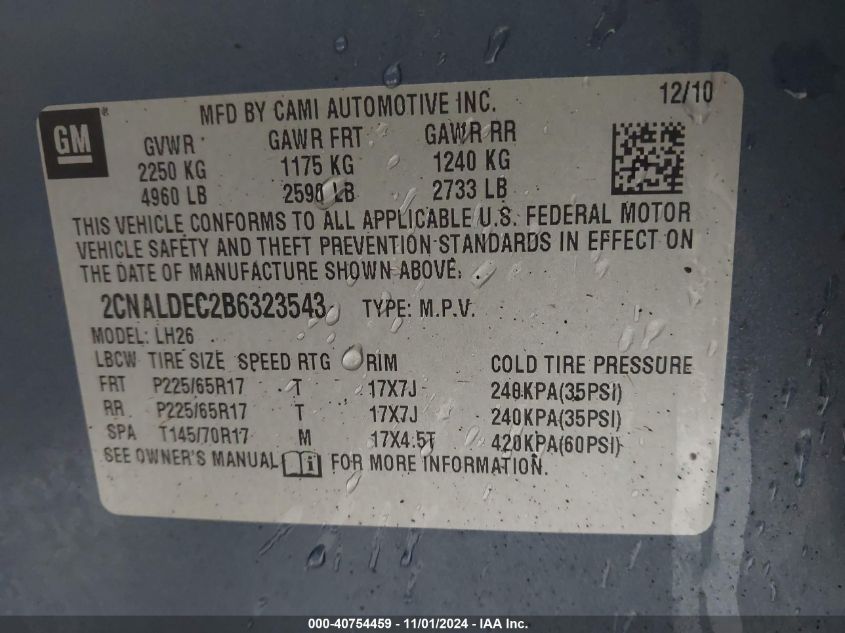 GM
MFD BY CAMI AUTOMOTIVE INC. 12/10
GVWR GAWR FRT GAWR RR
2250 KG 1175 KG 1240 KG
4960 LB 2590 LB 2733 LB
THIS VEHICLE CONFORMS TO ALL APPLICABLE U.S. FEDERAL MOTOR
VEHICLE SAFETY AND THEFT PREVENTION STANDARDS IN EFFECT ON
THE DATE OF MANUFACTURE SHOWN ABOVE.
2CNALDEC2B6323543 TYPE: M.P.V.
MODEL: LH26
LBCW TIRE SIZE SPEED RTG RIM COLD TIRE PRESSURE
FRT P225/65R17 T 17X7J 240KPA(35PSI)
RR P225/65R17 T 17X7J 240KPA(35PSI)
SPA T145/70R17 M 17X4.5T 420KPA(60PSI)
SEE OWNER'S MANUAL i FOR MORE INFORMATION.
000-40754459 - 11/01/2024 - IAA Inc.